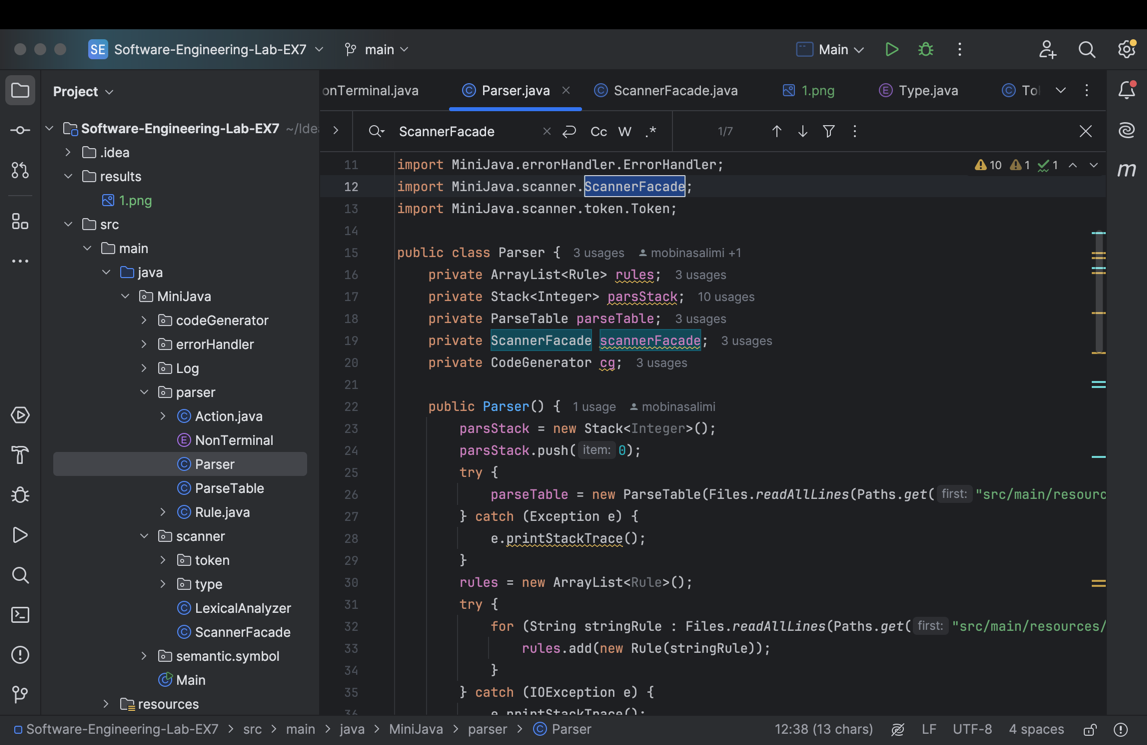 SE Software-Engineering-Lab-EX7 main Main
Project
Software-Engineering-Lab-EX7 ~/Idea
.idea
results
1.png
src
main
java
MiniJava
codeGenerator
errorHandler
Log
parser
Action.java
NonTerminal
Parser
ParseTable
Rule.java
scanner
token
type
LexicalAnalyzer
ScannerFacade
semantic.symbol
Main
resources
onTerminal.java Parser.java ScannerFacade.java 1.png Type.java
ScannerFacade Cc W .* 1/7
10 1 1
11 import MiniJava.errorHandler.ErrorHandler;
12 import MiniJava.scanner.ScannerFacade;
13 import MiniJava.scanner.token.Token;
14
15 public class Parser { 3 usages mobinasalimi +1
16 private ArrayList<Rule> rules; 3 usages
17 private Stack<Integer> parsStack; 10 usages
18 private ParseTable parseTable; 3 usages
19 private ScannerFacade scannerFacade; 3 usages
20 private CodeGenerator cg; 3 usages
21
22 public Parser() { 1 usage mobinasalimi
23 parsStack = new Stack<Integer>();
24 parsStack.push( item: 0);
25 try {
26 parseTable = new ParseTable(Files.readAllLines(Paths.get( first: "src/main/resourc
27 } catch (Exception e) {
28 e.printStackTrace();
29 }
30 rules = new ArrayList<Rule>();
31 try {
32 for (String stringRule : Files.readAllLines(Paths.get( first: "src/main/resources/
33 rules.add(new Rule(stringRule));
34 }
35 } catch (IOException e) {
36 e.printStackTrace();
m
Software-Engineering-Lab-EX7 > src > main > java > MiniJava > parser > Parser 12:38 (13 chars) LF UTF-8 4 spaces